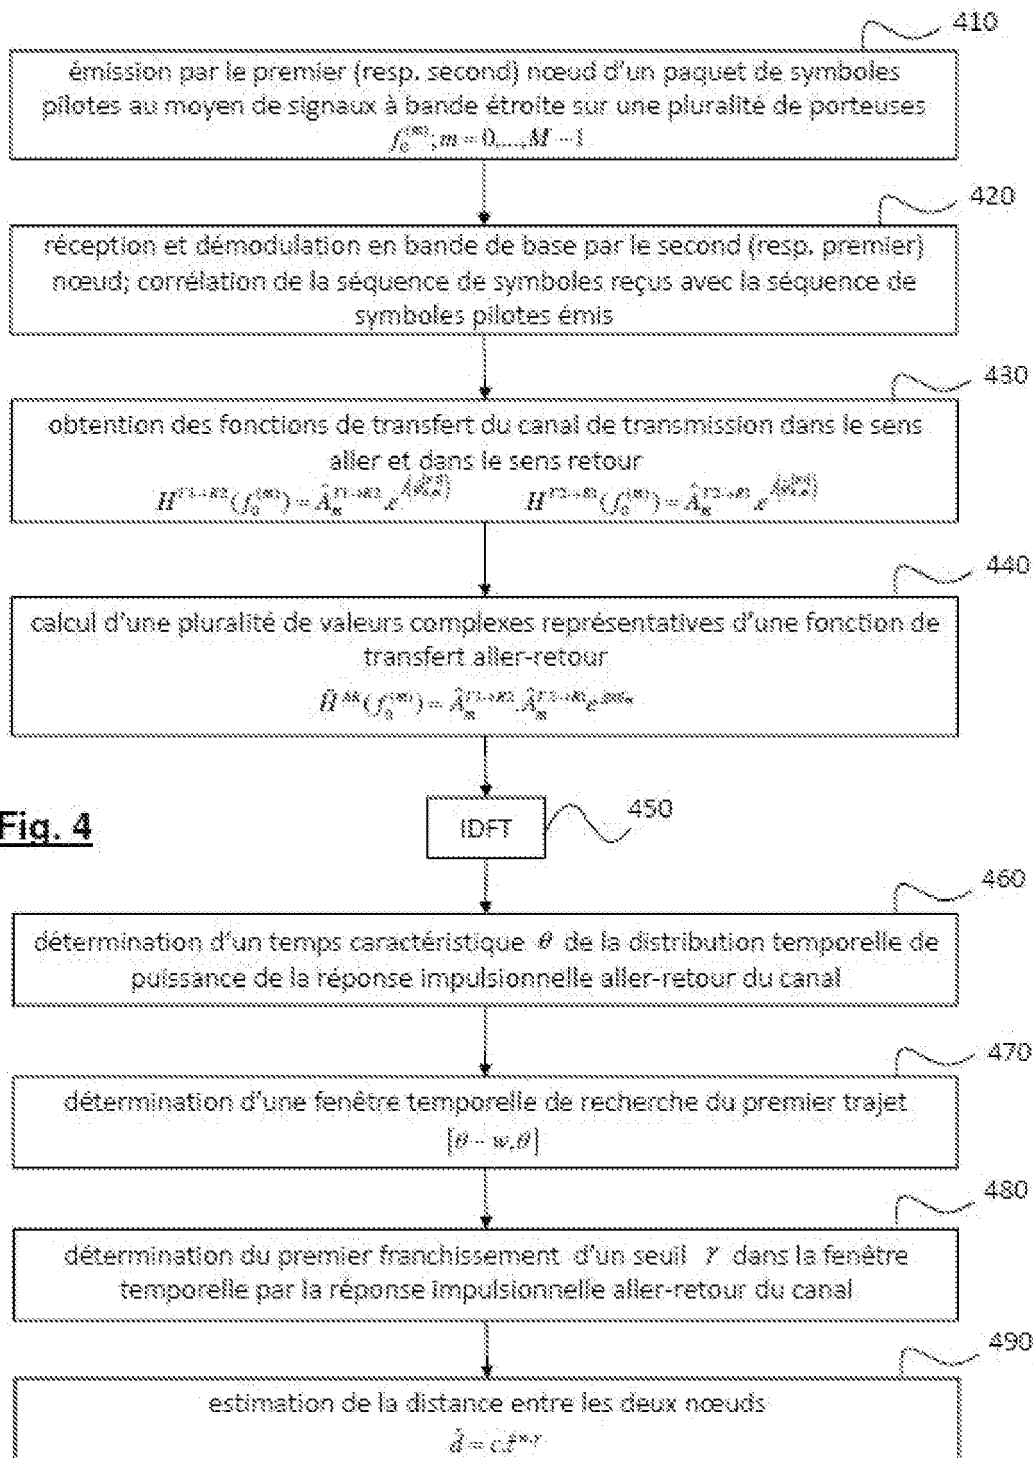 410
émission par le premier (resp. second) nœud d'un paquet de symboles
pilotes au moyen de signaux à bande étroite sur une pluralité de porteuses
f₀⁽ᵐ⁾; m = 0,...,M −1
420
réception et démodulation en bande de base par le second (resp. premier)
nœud; corrélation de la séquence de symboles reçus avec la séquence de
symboles pilotes émis
430
obtention des fonctions de transfert du canal de transmission dans le sens
aller et dans le sens retour
440
calcul d'une pluralité de valeurs complexes représentatives d'une fonction de
transfert aller-retour
Fig. 4
IDFT
450
460
détermination d'un temps caractéristique θ de la distribution temporelle de
puissance de la réponse impulsionnelle aller-retour du canal
470
détermination d'une fenêtre temporelle de recherche du premier trajet
[θ − w, θ]
480
détermination du premier franchissement d'un seuil γ dans la fenêtre
temporelle par la réponse impulsionnelle aller-retour du canal
490
estimation de la distance entre les deux nœuds